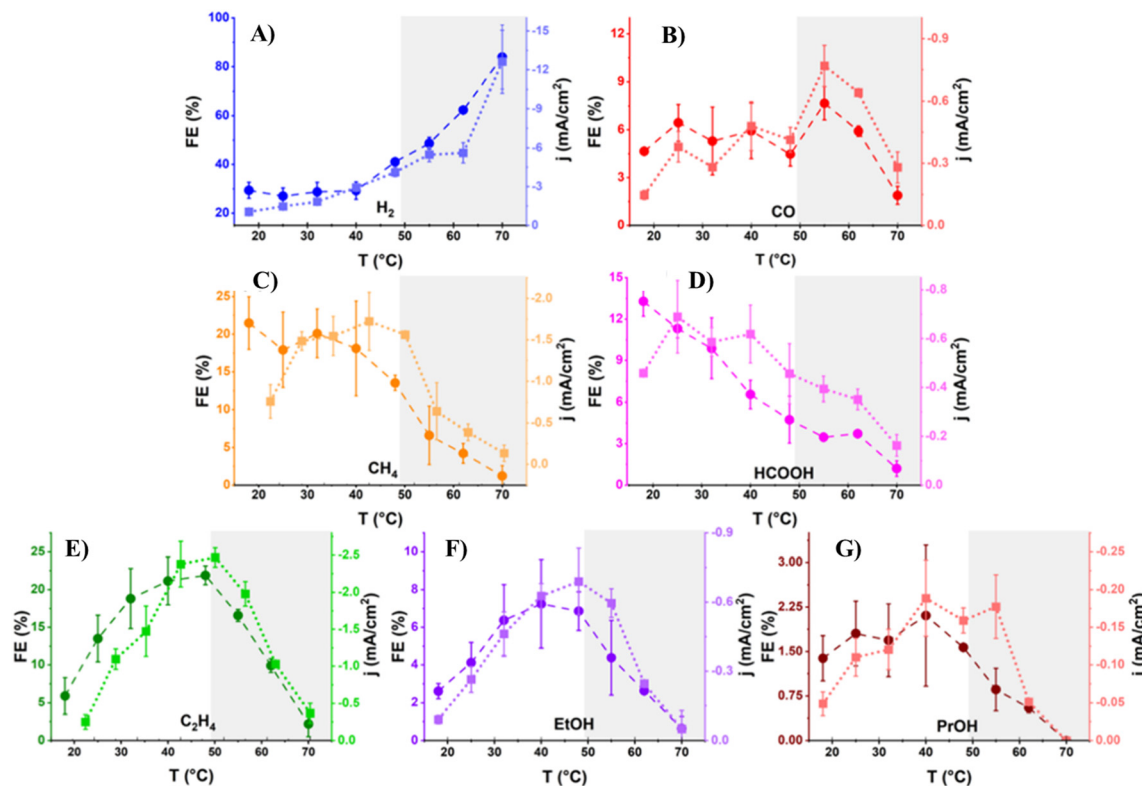 A)
100
80
60
40
20
FE (%)
-15
-12
-9
-6
-3
0
j (mA/cm²)
H₂
20 30 40 50 60 70
T (°C)
B)
12
9
6
3
0
FE (%)
-0.9
-0.6
-0.3
0.0
j (mA/cm²)
CO
20 30 40 50 60 70
T (°C)
C)
25
20
15
10
5
0
FE (%)
-2.0
-1.5
-1.0
-0.5
0.0
j (mA/cm²)
CH₄
20 30 40 50 60 70
T (°C)
D)
15
12
9
6
3
0
FE (%)
-0.8
-0.6
-0.4
-0.2
0.0
j (mA/cm²)
HCOOH
20 30 40 50 60 70
T (°C)
E)
25
20
15
10
5
0
FE (%)
-2.5
-2.0
-1.5
-1.0
-0.5
0.0
j (mA/cm²)
C₂H₄
20 30 40 50 60 70
T (°C)
F)
10
8
6
4
2
0
FE (%)
-0.9
-0.6
-0.3
0.0
j (mA/cm²)
EtOH
20 30 40 50 60 70
T (°C)
G)
3.00
2.25
1.50
0.75
0.00
FE (%)
-0.25
-0.20
-0.15
-0.10
-0.05
0.00
j (mA/cm²)
PrOH
20 30 40 50 60 70
T (°C)